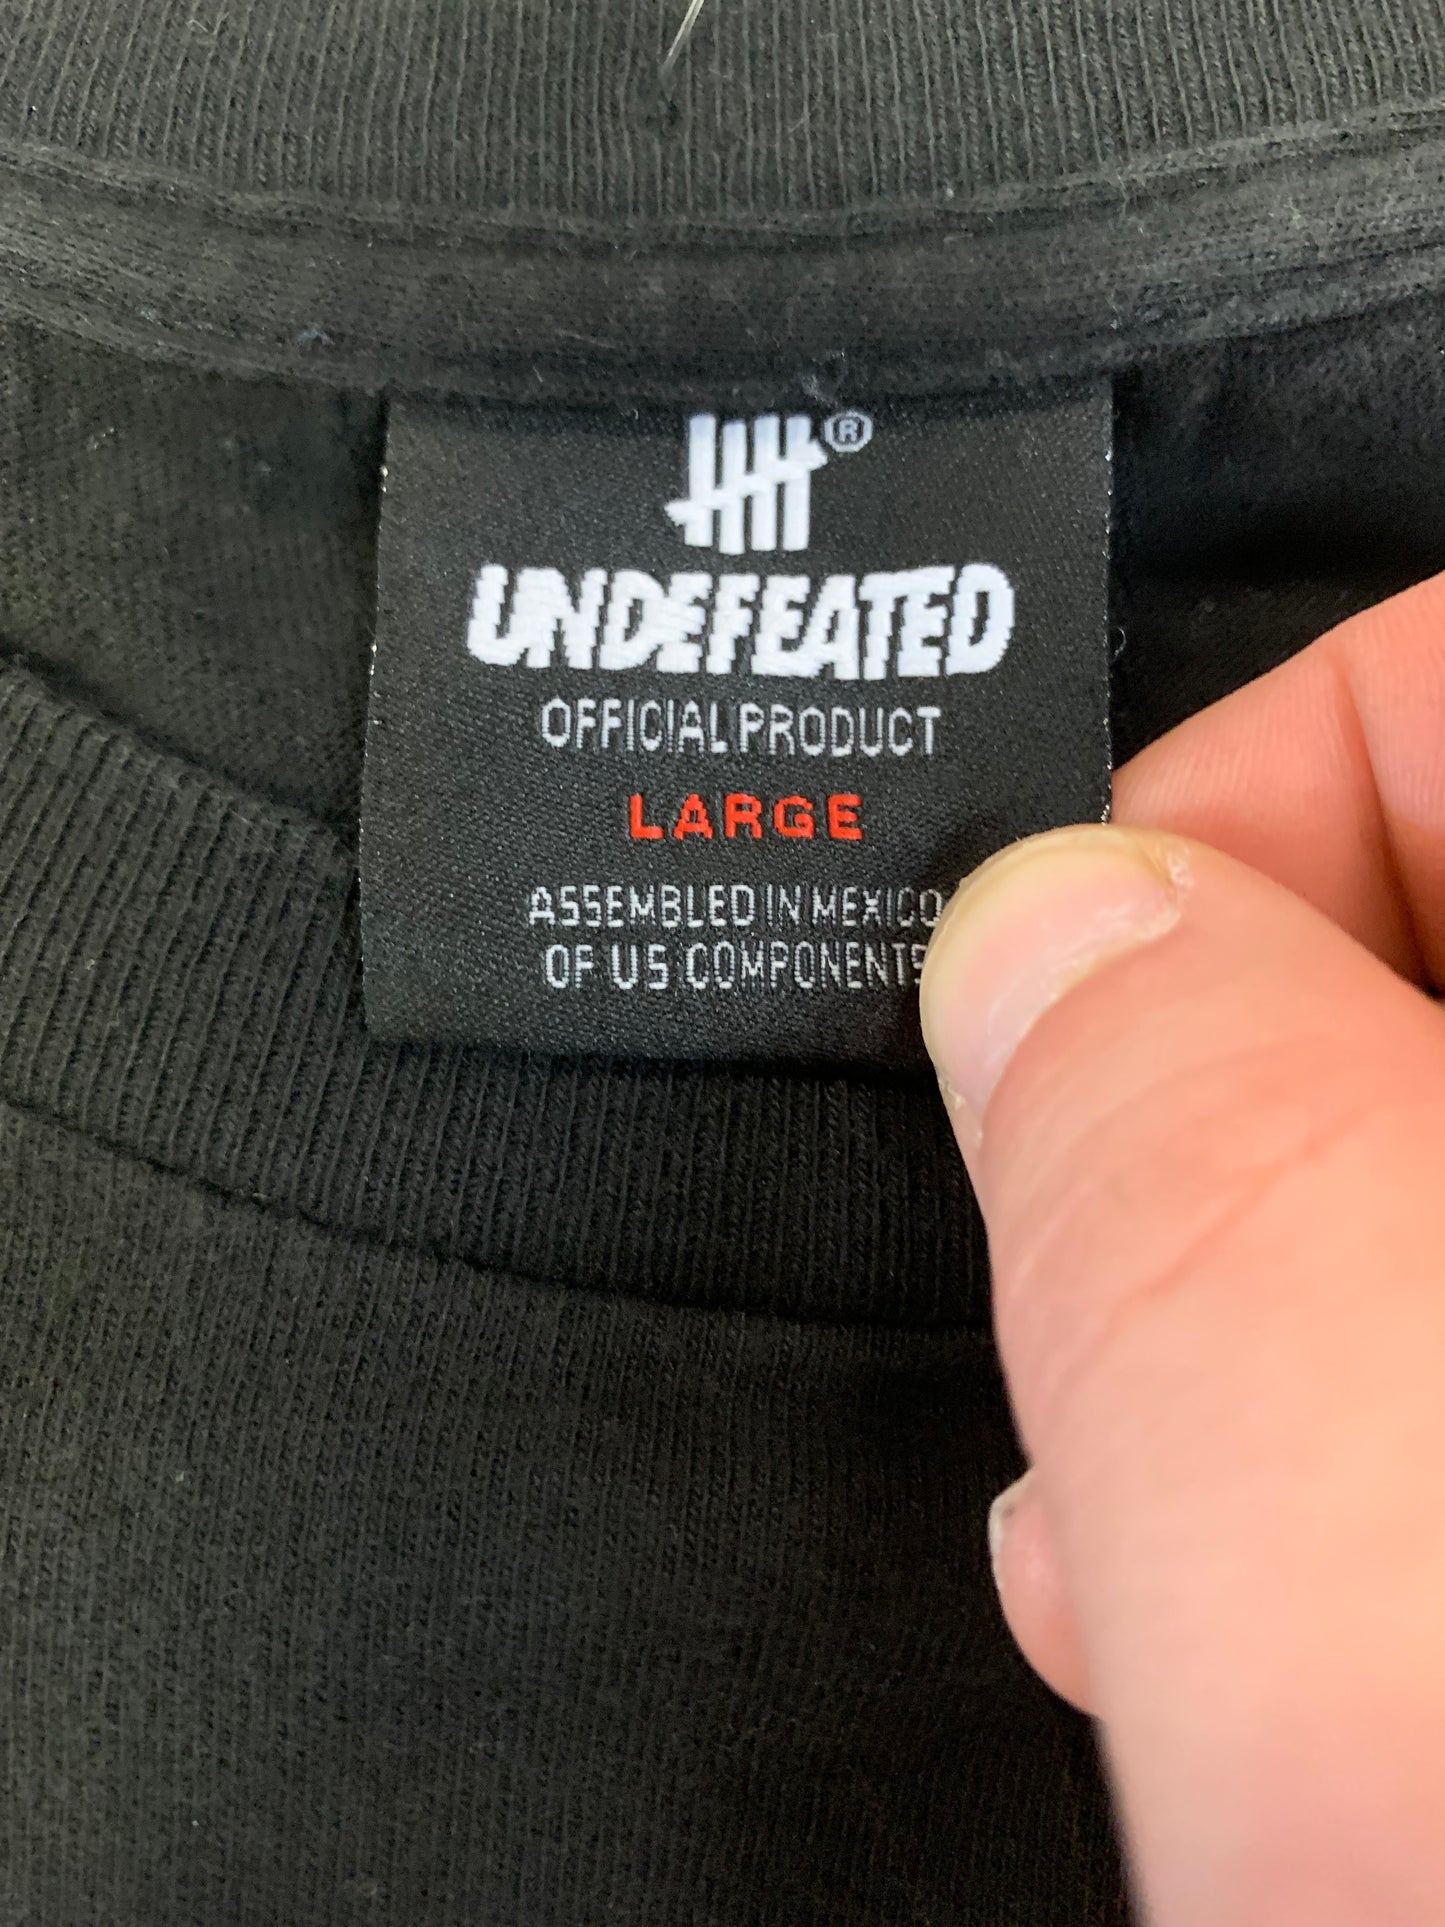 ®
UNDEFEATED
OFFICIAL PRODUCT
LARGE
ASSEMBLED IN MEXICO
OF US COMPONENTS